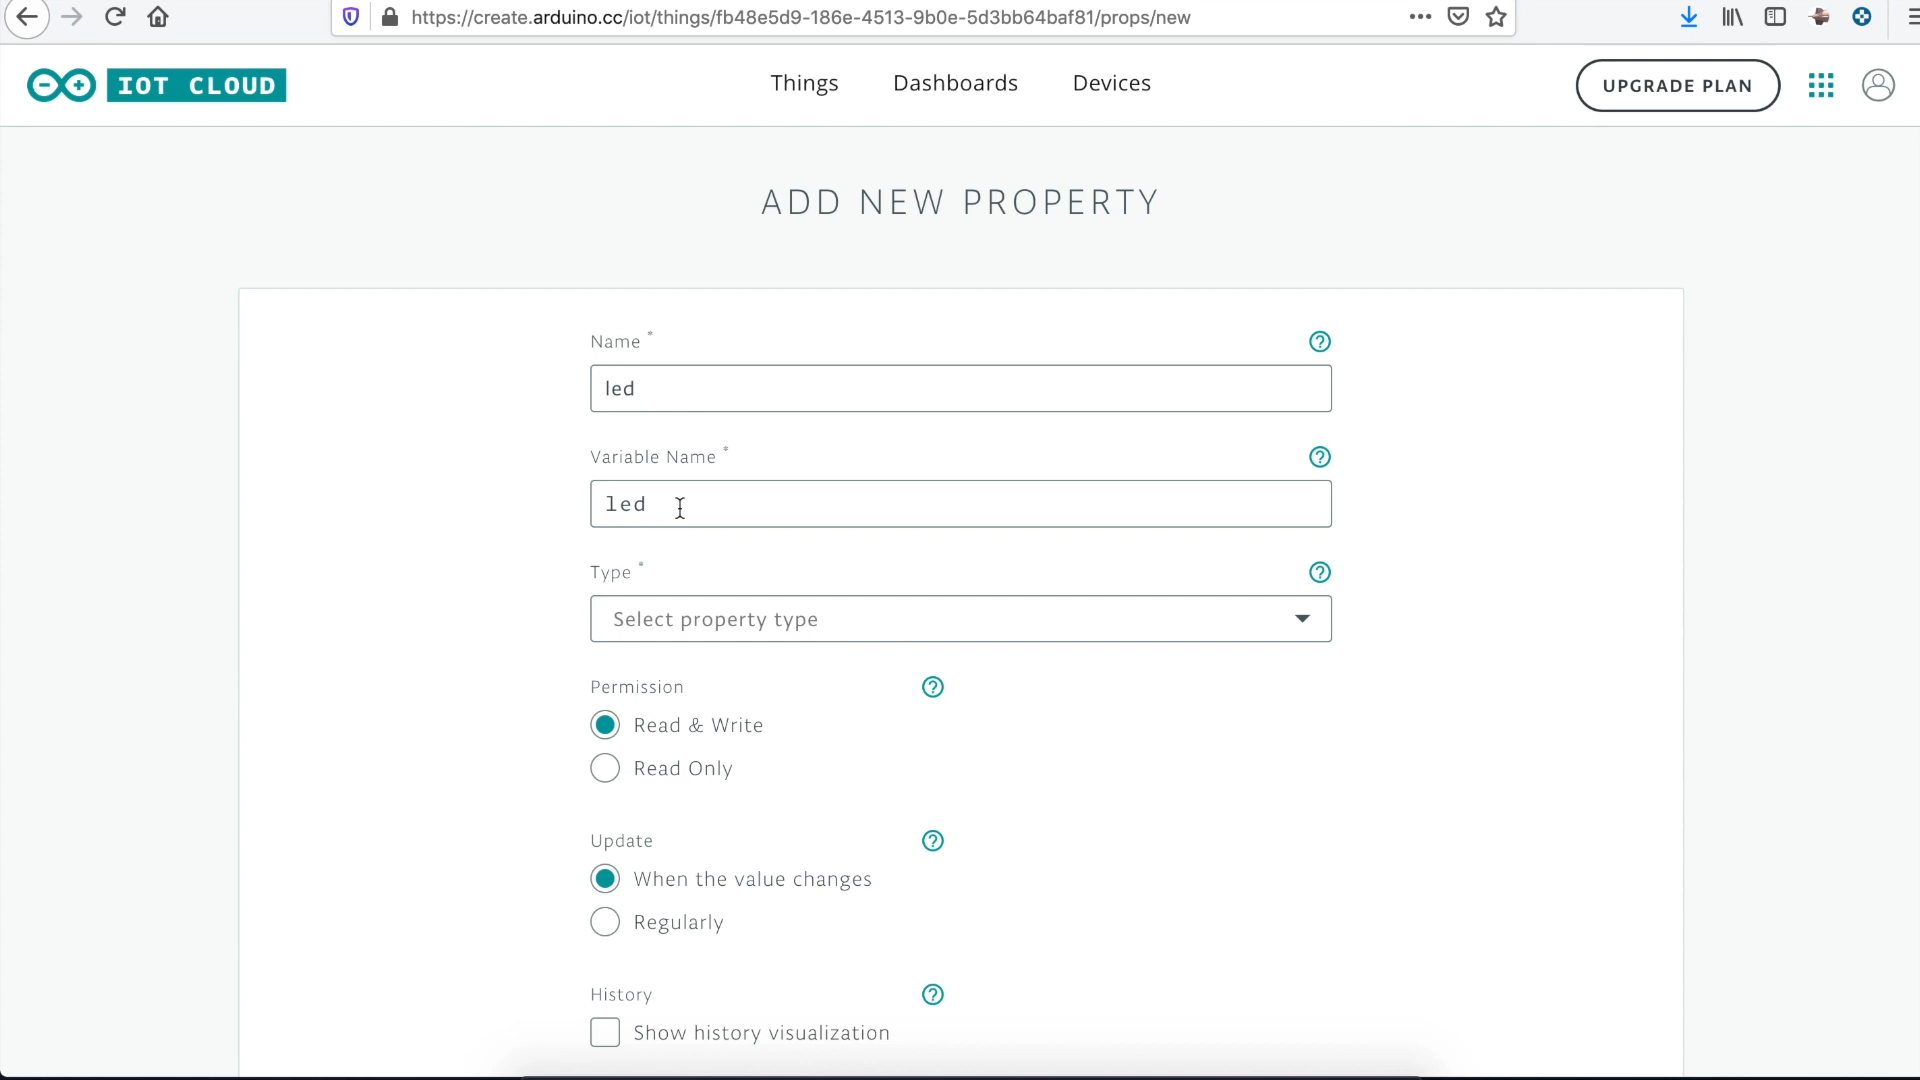 https://create.arduino.cc/iot/things/fb48e5d9-186e-4513-9b0e-5d3bb64baf81/props/new
IOT CLOUD
Things
Dashboards
Devices
UPGRADE PLAN
ADD NEW PROPERTY
Name *
led
Variable Name *
led
Type *
Select property type
Permission
Read & Write
Read Only
Update
When the value changes
Regularly
History
Show history visualization